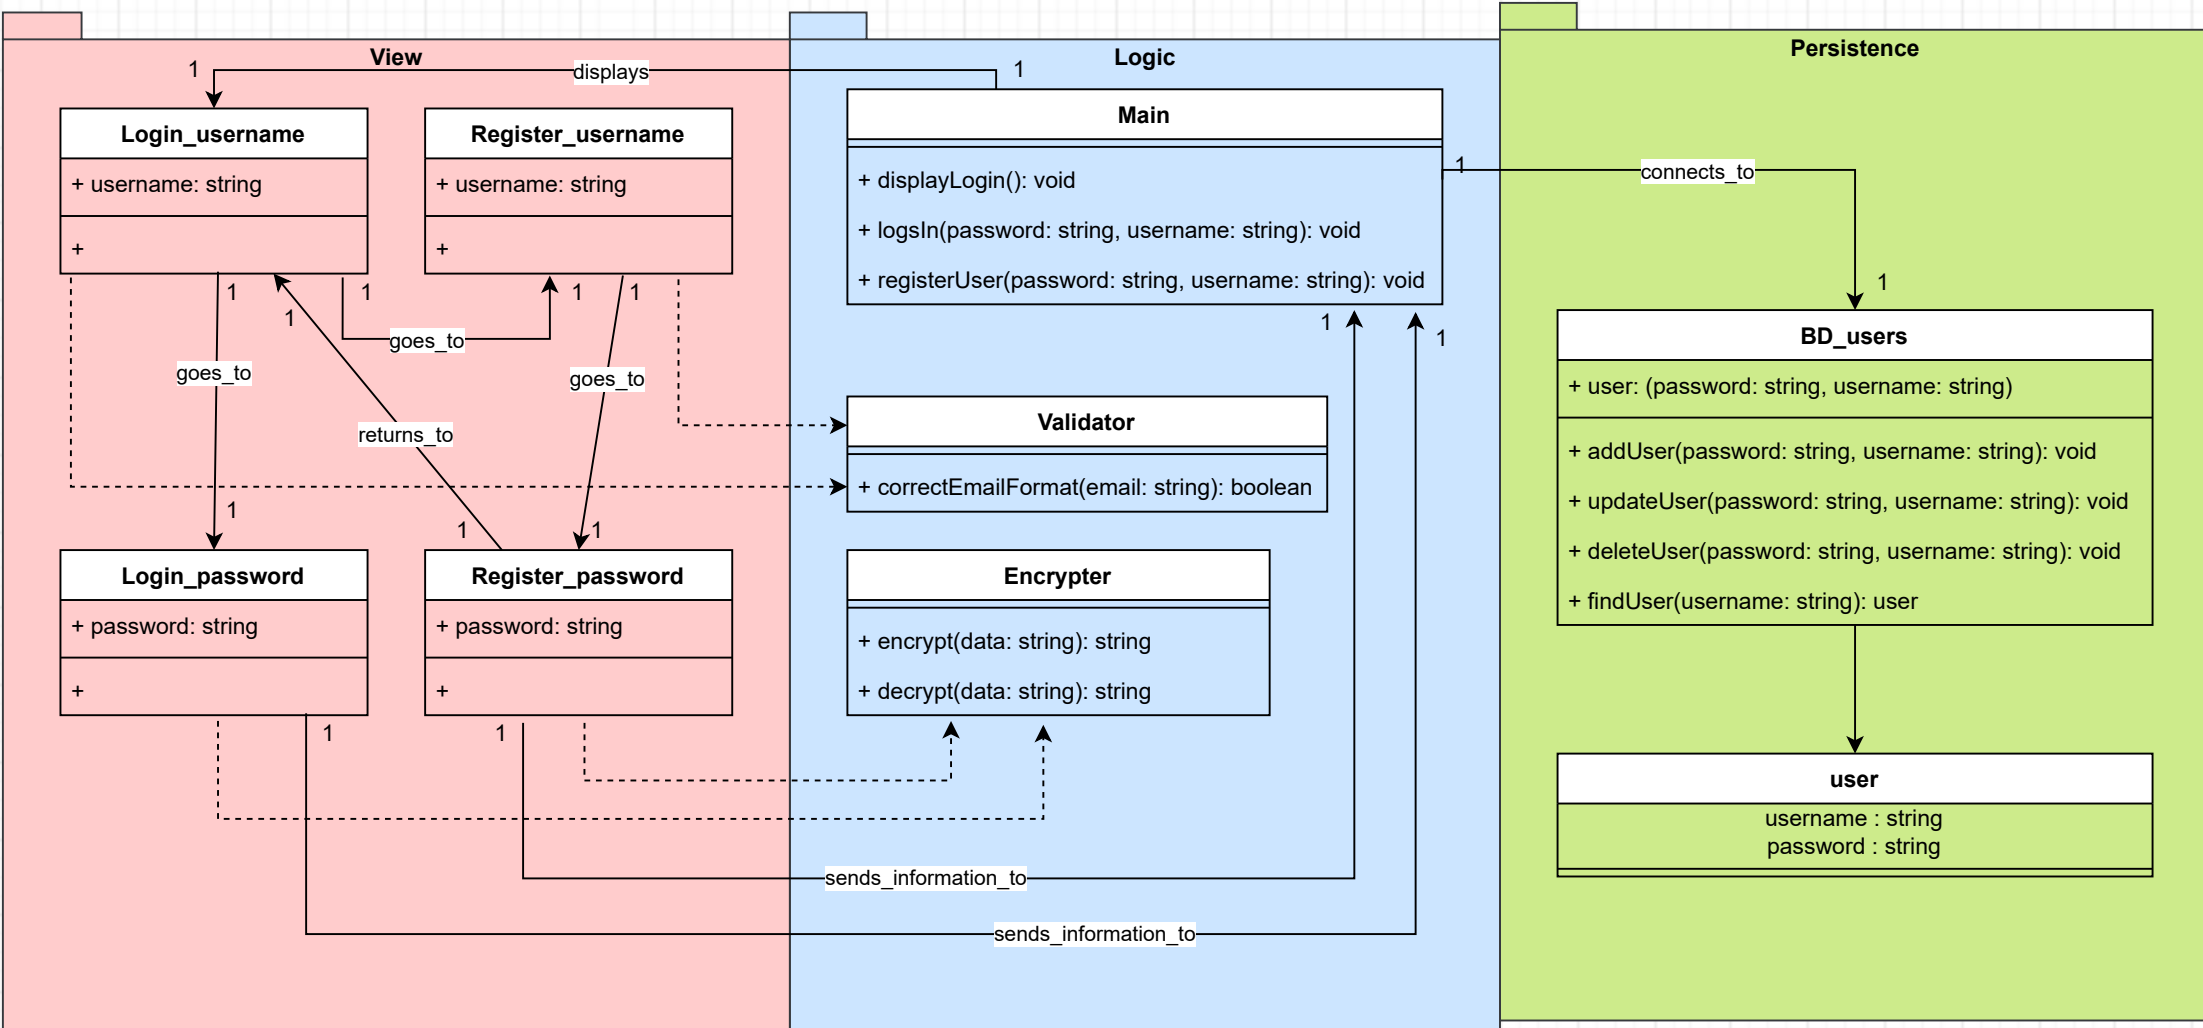 View
Logic
Persistence
1
displays
1
Login_username
+ username: string
+
Register_username
+ username: string
+
Main
+ displayLogin(): void
+ logsIn(password: string, username: string): void
+ registerUser(password: string, username: string): void
1
connects_to
1
1
1
1
1
1
goes_to
goes_to
goes_to
returns_to
1
1
1
1
1
Validator
+ correctEmailFormat(email: string): boolean
BD_users
+ user: (password: string, username: string)
+ addUser(password: string, username: string): void
+ updateUser(password: string, username: string): void
+ deleteUser(password: string, username: string): void
+ findUser(username: string): user
Login_password
+ password: string
+
Register_password
+ password: string
+
Encrypter
+ encrypt(data: string): string
+ decrypt(data: string): string
1
1
user
username : string
password : string
sends_information_to
sends_information_to